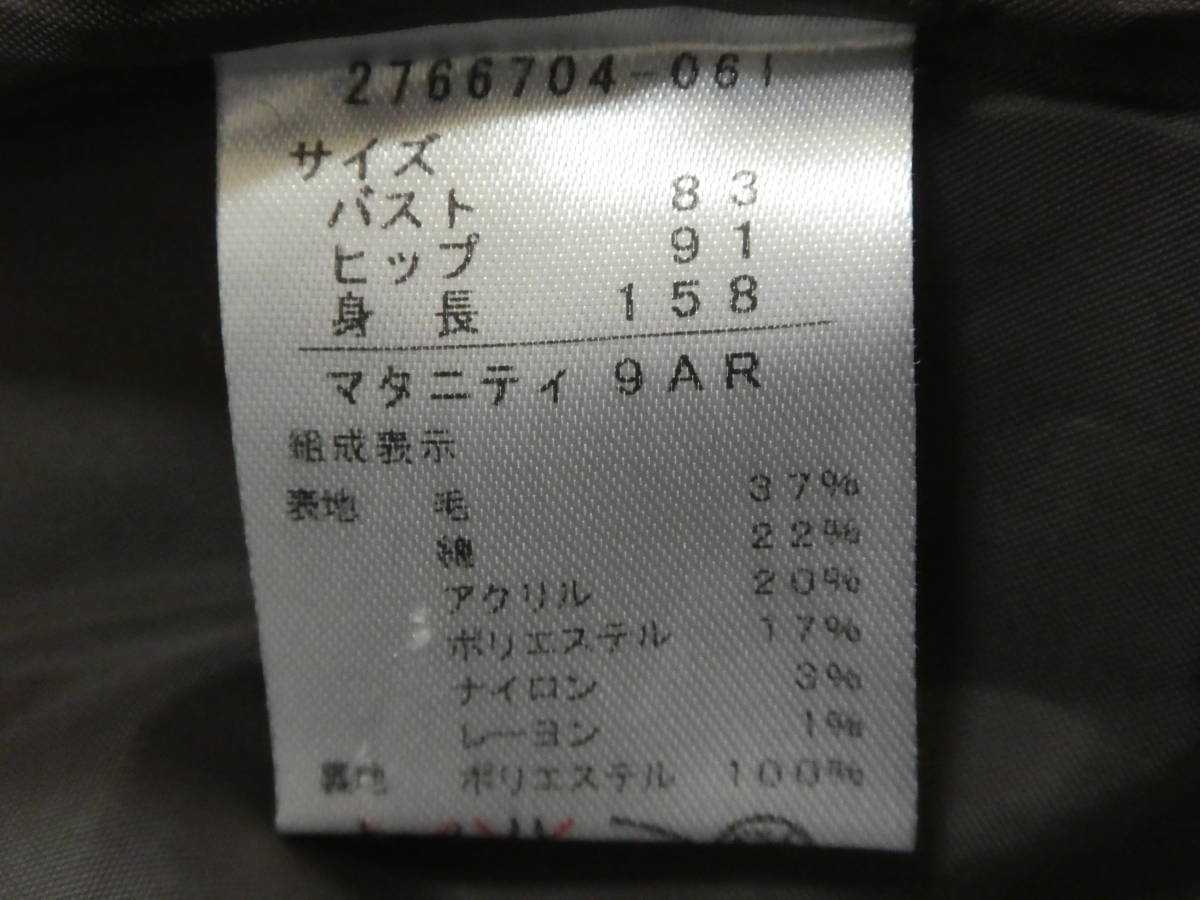 2766704-061
サイズ
バスト 83
ヒップ 91
身長 158
マタニティ 9AR
組成表示
表地 毛 37%
綿 22%
アクリル 20%
ポリエステル 17%
ナイロン 3%
レーヨン 1%
裏地 ポリエステル 100%